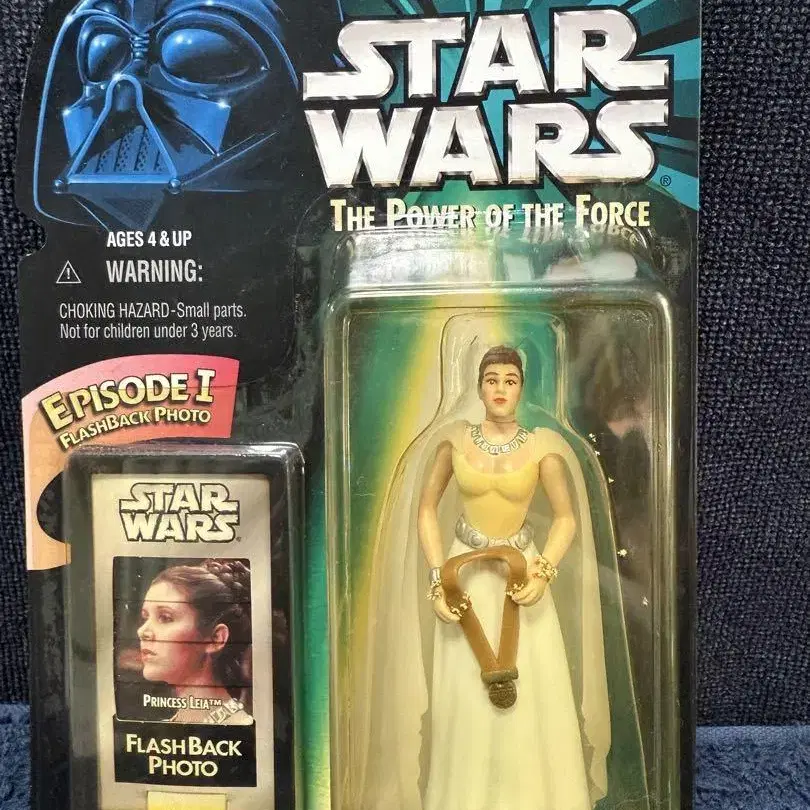 STAR
WARS®
THE POWER OF THE FORCE
AGES 4 & UP
WARNING:
CHOKING HAZARD-Small parts.
Not for children under 3 years.
EPISODE I
FLASHBACK PHOTO
STAR
WARS®
PRINCESS LEIA™
FLASHBACK
PHOTO